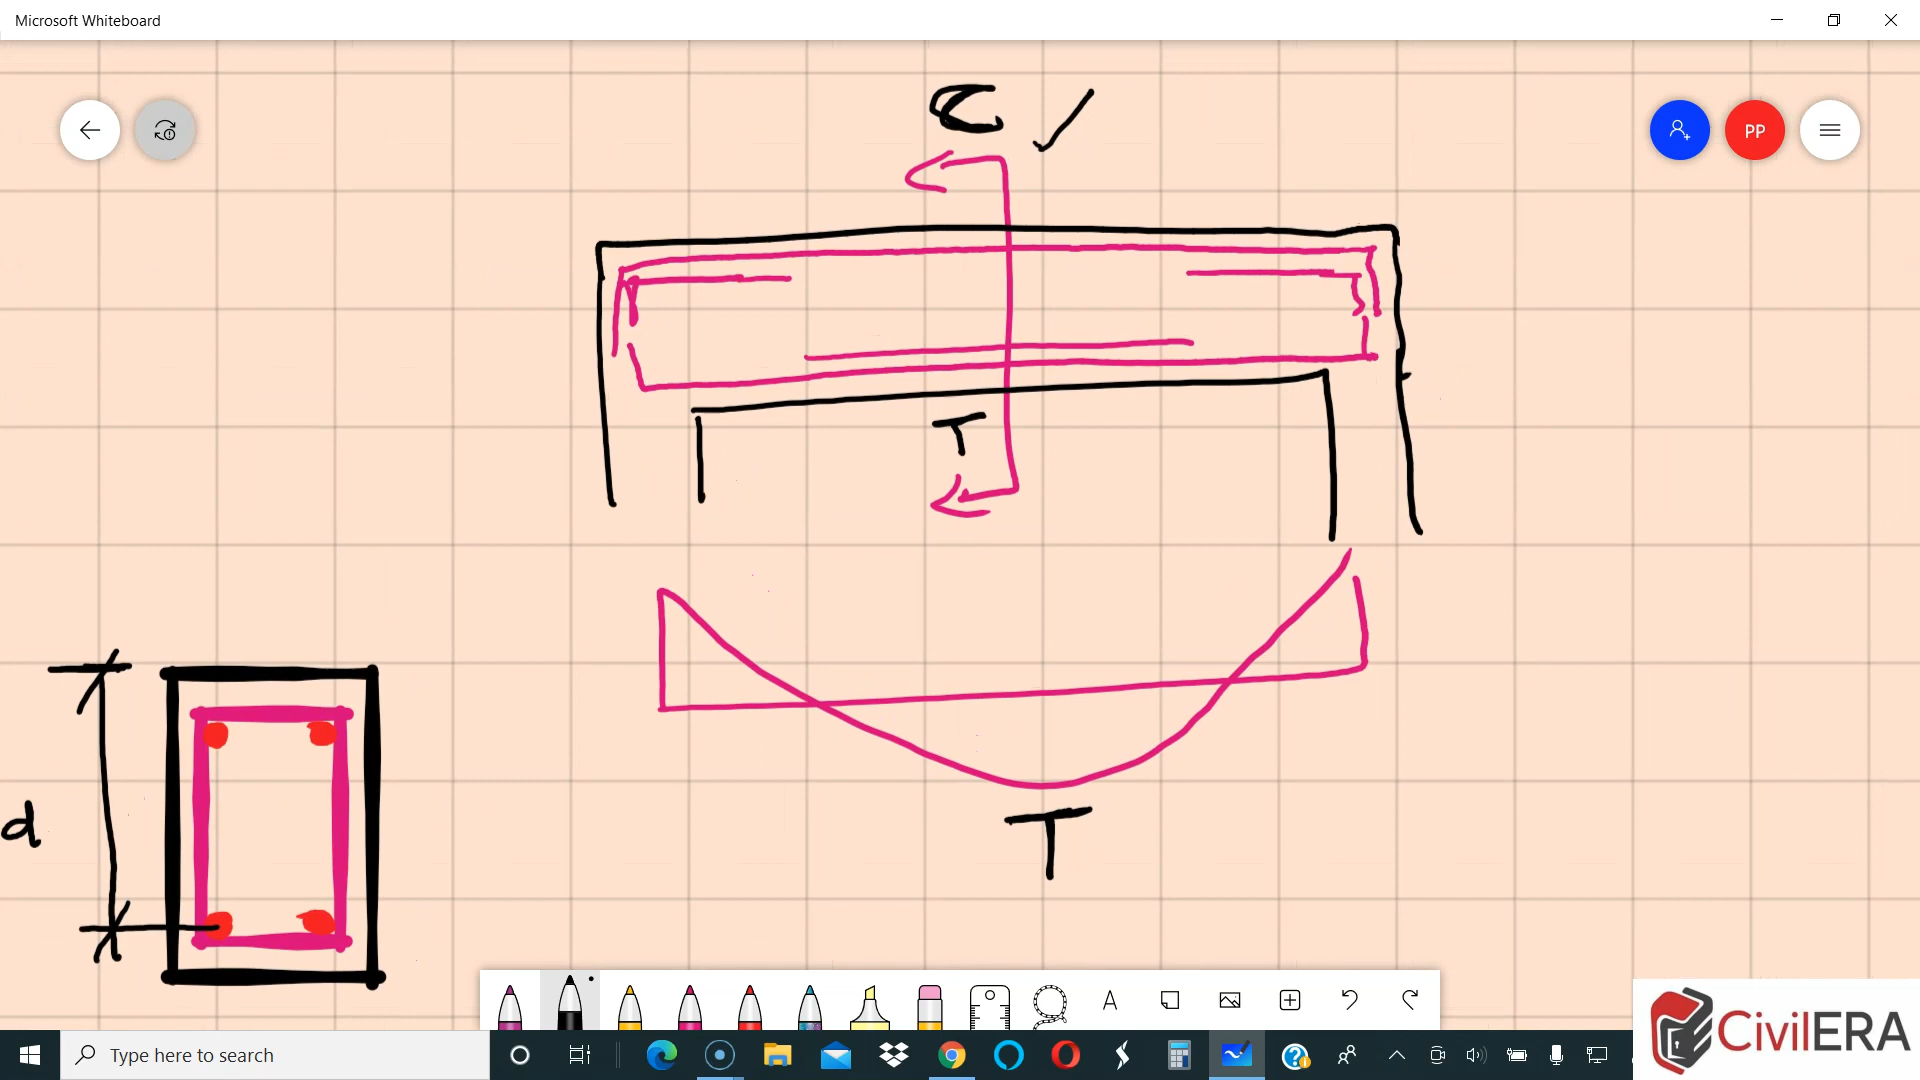 Microsoft Whiteboard
C
PP
T
T
d
A
Type here to search
CivilERA